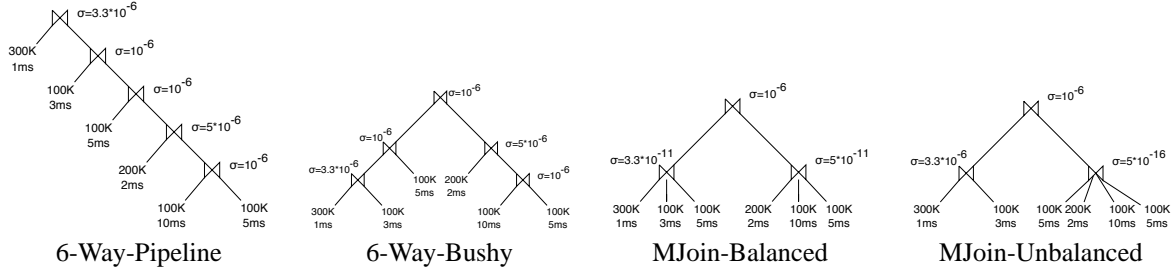 σ=3.3*10^-6
300K
1ms
σ=10^-6
100K
3ms
σ=10^-6
100K
5ms
σ=5*10^-6
200K
2ms
σ=10^-6
100K
10ms
100K
5ms
6-Way-Pipeline
σ=10^-6
σ=10^-6
σ=5*10^-6
σ=3.3*10^-6
100K
5ms
200K
2ms
σ=10^-6
300K
1ms
100K
3ms
100K
10ms
100K
5ms
6-Way-Bushy
σ=10^-6
σ=3.3*10^-11
σ=5*10^-11
300K 100K 100K
1ms 3ms 5ms
200K 100K 100K
2ms 10ms 5ms
MJoin-Balanced
σ=10^-6
σ=3.3*10^-6
σ=5*10^-16
300K
1ms
100K
3ms
100K 200K 100K 100K
5ms 2ms 10ms 5ms
MJoin-Unbalanced